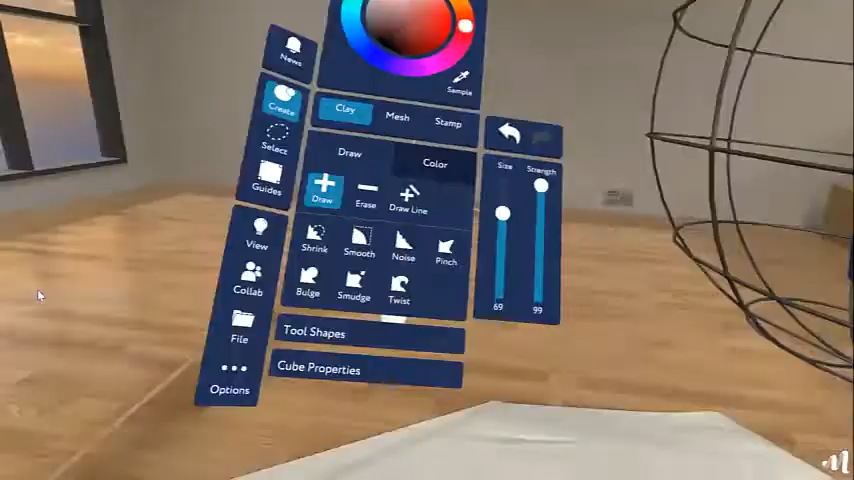 News
Sample
Create
Clay
Mesh
Stamp
Select
Draw
Color
Size
Strength
Guides
Draw
Erase
Draw Line
View
Shrink
Smooth
Noise
Pinch
Collab
Bulge
Smudge
Twist
69
99
File
Tool Shapes
Options
Cube Properties